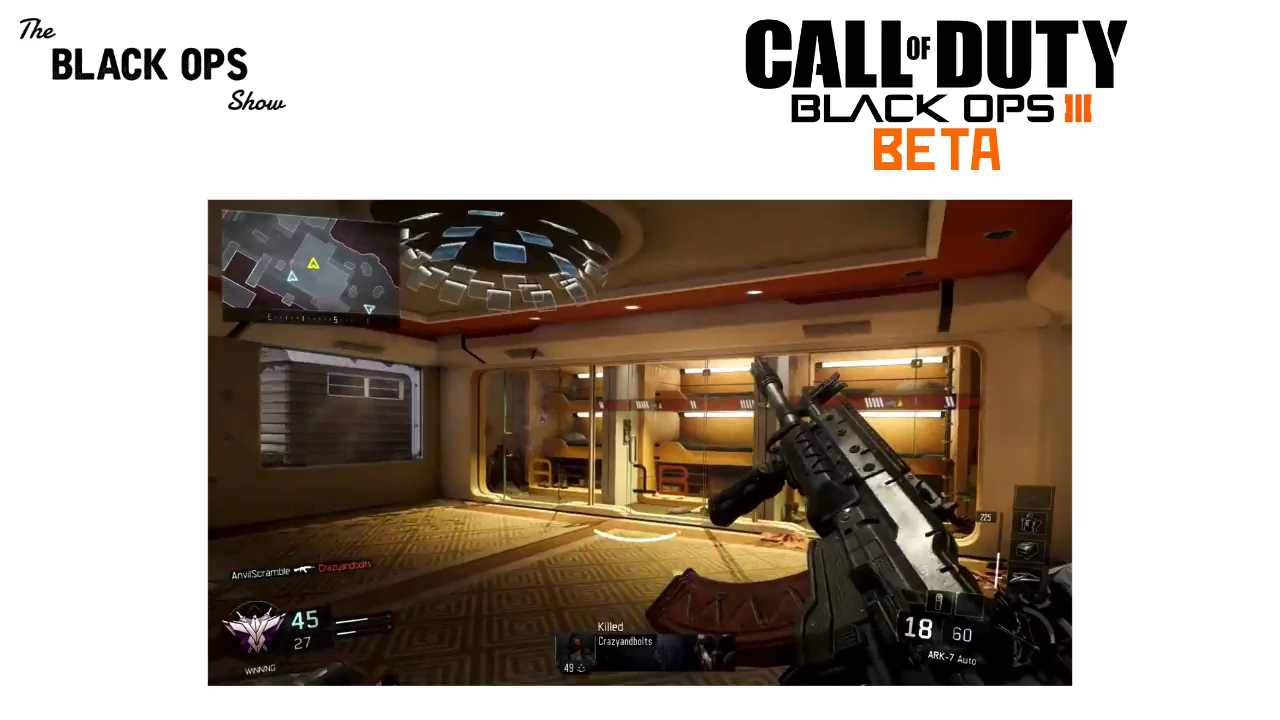 The
BLACK OPS
Show
CALL OF DUTY
BLACK OPS III
BETA
E S
225
AnvilScramble Crazyandbolts
45
27
WINNING
Killed
Crazyandbolts
49
18 60
ARK-7 Auto